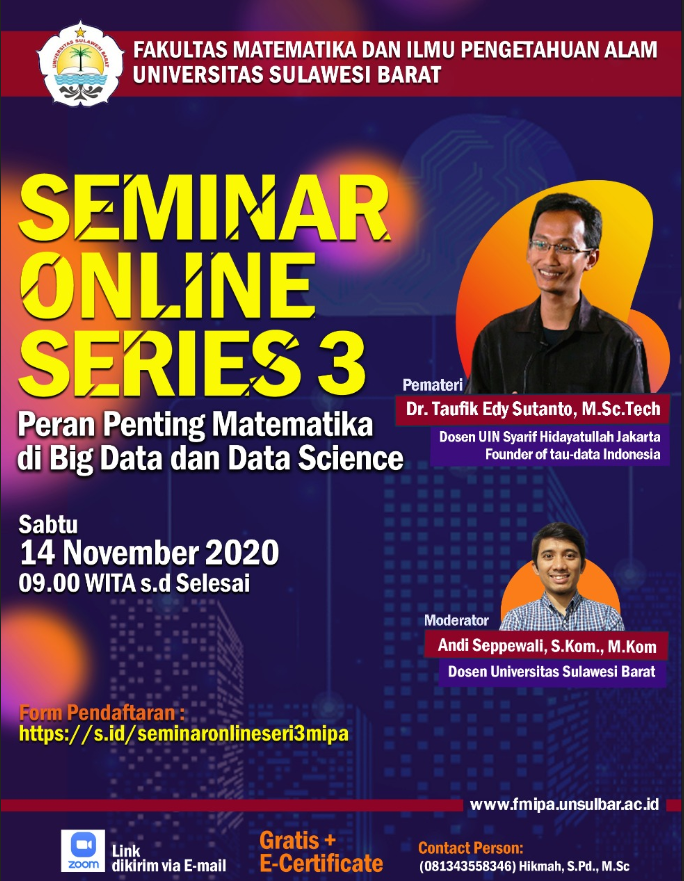 FAKULTAS MATEMATIKA DAN ILMU PENGETAHUAN ALAM
UNIVERSITAS SULAWESI BARAT
UNIVERSITAS SULAWESI BARAT
SEMINAR
ONLINE
SERIES 3
Peran Penting Matematika
di Big Data dan Data Science
Pemateri
Dr. Taufik Edy Sutanto, M.Sc.Tech
Dosen UIN Syarif Hidayatullah Jakarta
Founder of tau-data Indonesia
Sabtu
14 November 2020
09.00 WITA s.d Selesai
Moderator
Andi Seppewali, S.Kom., M.Kom
Dosen Universitas Sulawesi Barat
Form Pendaftaran :
https://s.id/seminaronlineseri3mipa
www.fmipa.unsulbar.ac.id
zoom
Link
dikirim via E-mail
Gratis +
E-Certificate
Contact Person:
(081343558346) Hikmah, S.Pd., M.Sc